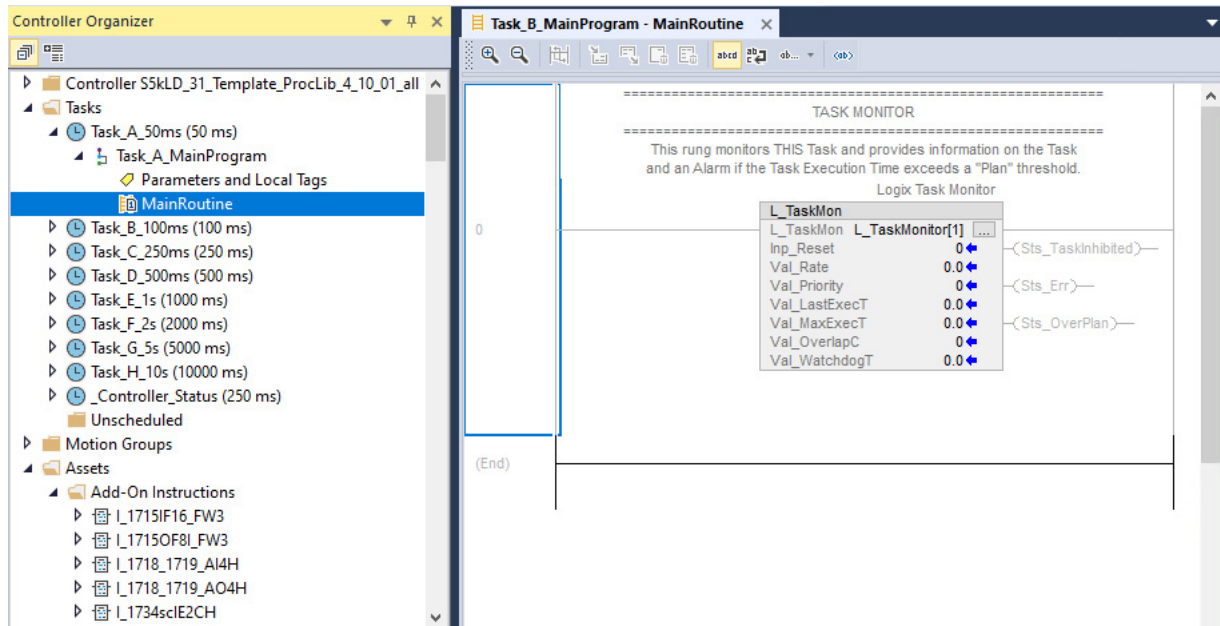 Controller Organizer
Controller S5kLD_31_Template_ProcLib_4_10_01_all
Tasks
Task_A_50ms (50 ms)
Task_A_MainProgram
Parameters and Local Tags
MainRoutine
Task_B_100ms (100 ms)
Task_C_250ms (250 ms)
Task_D_500ms (500 ms)
Task_E_1s (1000 ms)
Task_F_2s (2000 ms)
Task_G_5s (5000 ms)
Task_H_10s (10000 ms)
_Controller_Status (250 ms)
Unscheduled
Motion Groups
Assets
Add-On Instructions
I_1715IF16_FW3
I_1715OF8I_FW3
I_1718_1719_AI4H
I_1718_1719_AO4H
I_1734sclE2CH
Task_B_MainProgram - MainRoutine
abcd ab ab... (ab)
============================================================
TASK MONITOR
============================================================
This rung monitors THIS Task and provides information on the Task
and an Alarm if the Task Execution Time exceeds a "Plan" threshold.
Logix Task Monitor
L_TaskMon
0 L_TaskMon L_TaskMonitor[1] ...
Inp_Reset 0 (Sts_TaskInhibited)
Val_Rate 0.0
Val_Priority 0 (Sts_Err)
Val_LastExecT 0.0
Val_MaxExecT 0.0 (Sts_OverPlan)
Val_OverlapC 0
Val_WatchdogT 0.0
(End)